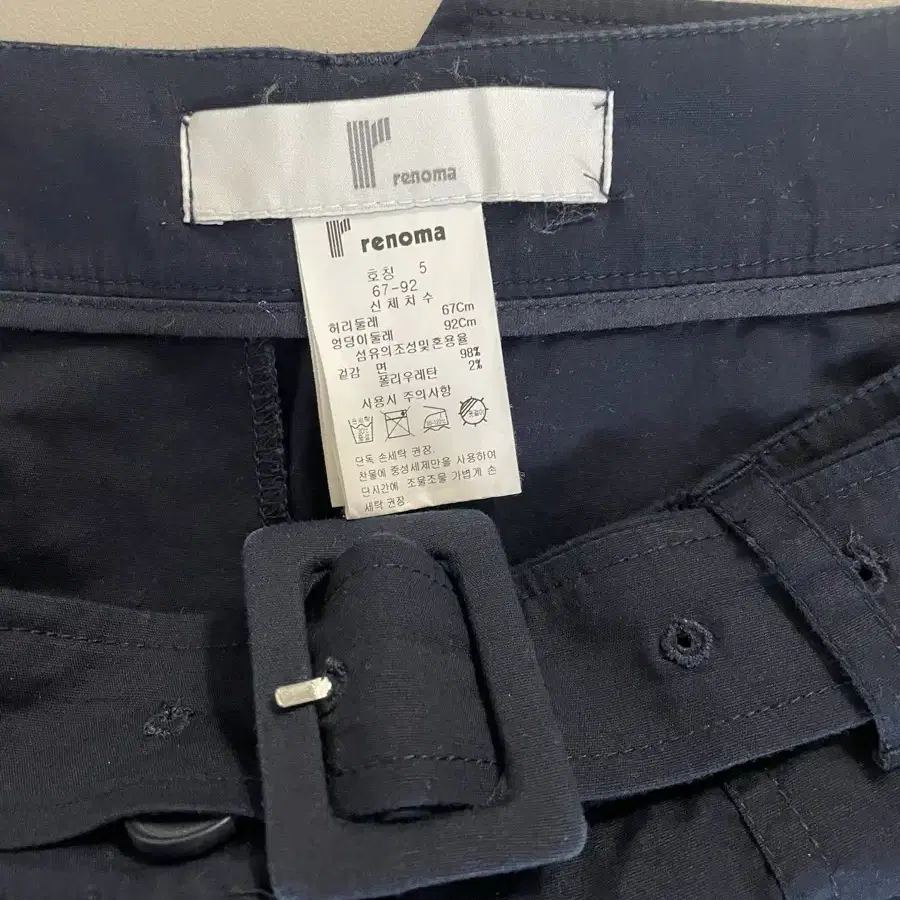 renoma
renoma
호칭 5
67-92
신체치수
허리둘레 67Cm
엉덩이둘레 92Cm
섬유의조성및혼용율
겉감 면 98%
폴리우레탄 2%
사용시 주의사항
단독 손세탁 권장.
찬물에 중성세제만을 사용하여
단시간에 조물조물 가볍게 손
세탁 권장.